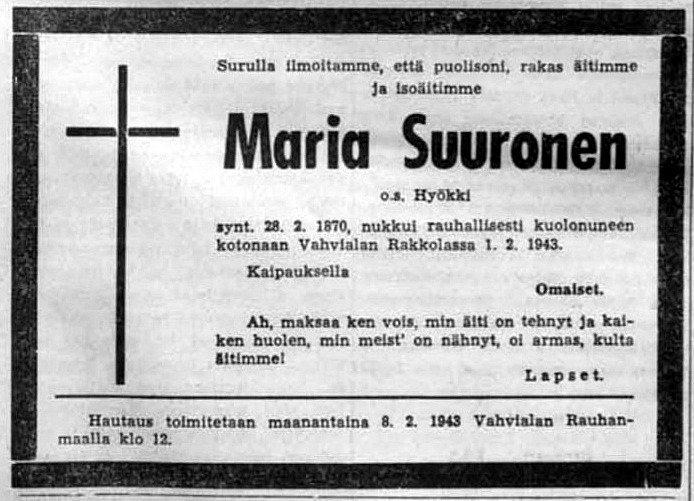 Surulla ilmoitamme, että puolisoni, rakas äitimme
ja isoäitimme
Maria Suuronen
o.s. Hyökki
synt. 28. 2. 1870, nukkui rauhallisesti kuolonuneen
kotonaan Vahvialan Rakkolassa 1. 2. 1943.
Kaipauksella
Omaiset.
Ah, maksaa ken vois, min äiti on tehnyt ja kai-
ken huolen, min meist' on nähnyt, oi armas, kulta
äitimme!
Lapset.
Hautaus toimitetaan maanantaina 8. 2. 1943 Vahvialan Rauhan-
maalla klo 12.